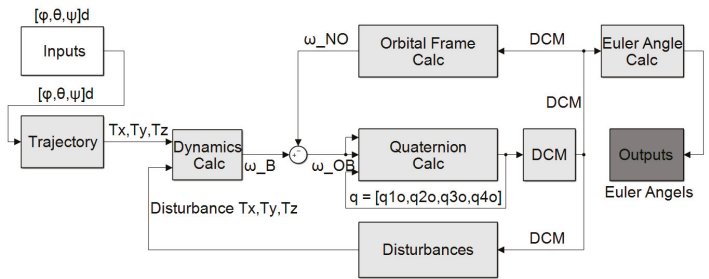 [φ,θ,ψ]d
Inputs
[φ,θ,ψ]d
Trajectory
Tx,Ty,Tz
Dynamics
Calc
ω_B
Disturbance Tx,Ty,Tz
ω_NO
Orbital Frame
Calc
DCM
Euler Angle
Calc
DCM
ω_OB
Quaternion
Calc
q = [q1o,q2o,q3o,q4o]
DCM
Outputs
Euler Angels
Disturbances
DCM